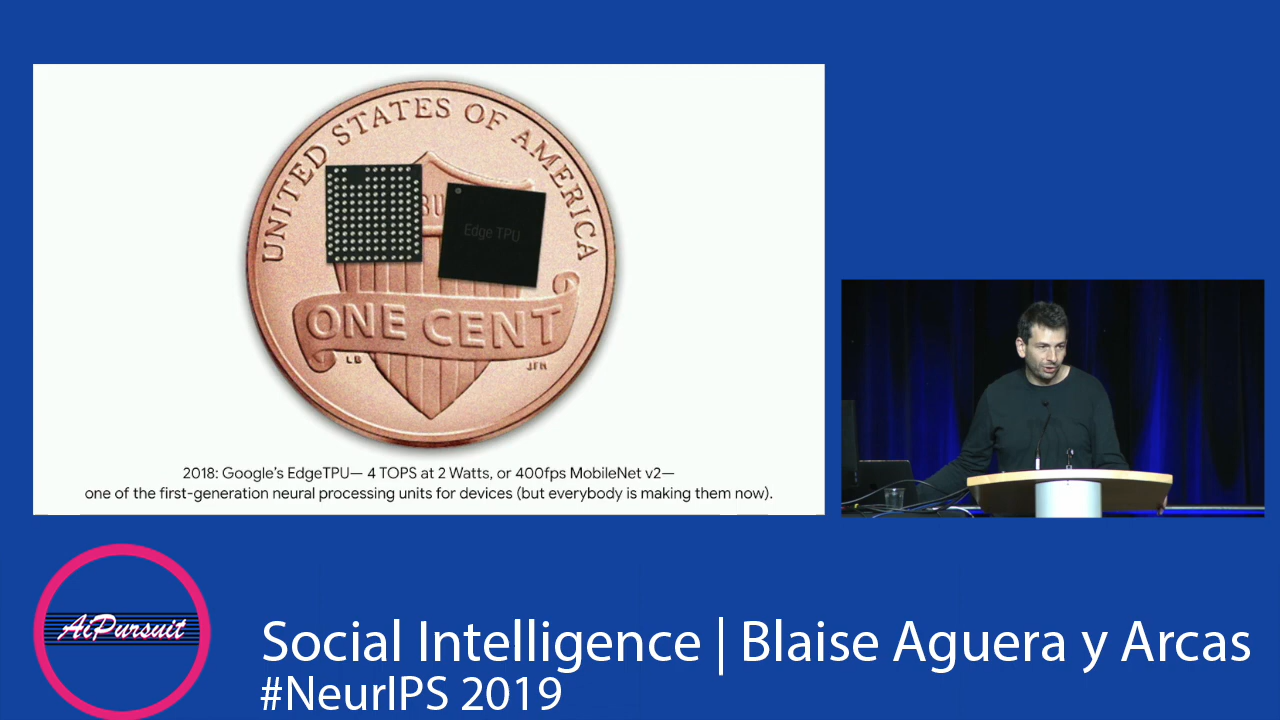 UNITED STATES OF AMERICA
Edge TPU
ONE CENT
LB
JFM
2018: Google's EdgeTPU— 4 TOPS at 2 Watts, or 400fps MobileNet v2—
one of the first-generation neural processing units for devices (but everybody is making them now).
AiPursuit
Social Intelligence | Blaise Aguera y Arcas
#NeurIPS 2019